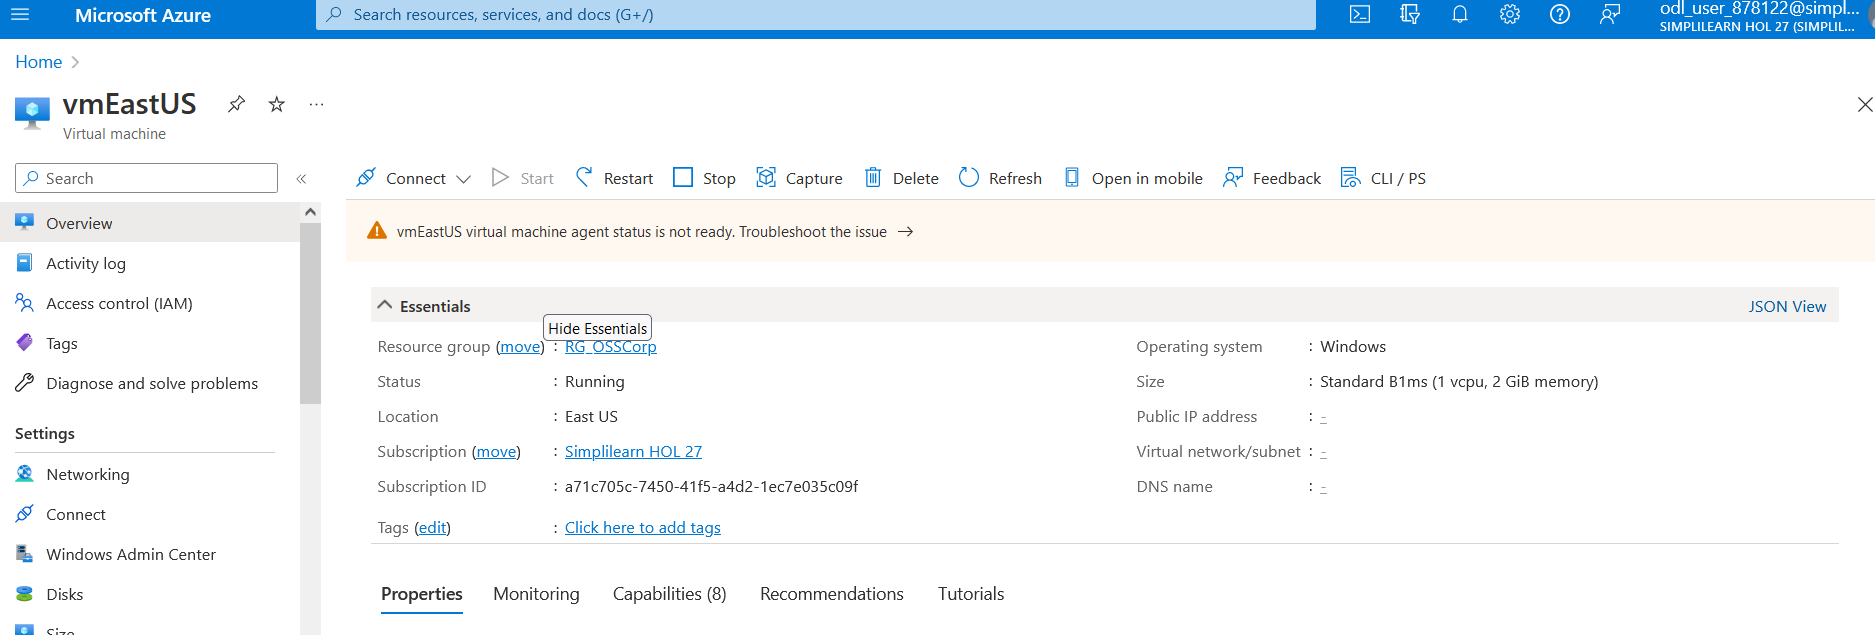 Microsoft Azure
Search resources, services, and docs (G+/)
odl_user_878122@simpl...
SIMPLILEARN HOL 27 (SIMPLIL...
Home
vmEastUS
Virtual machine
Search
Connect Start Restart Stop Capture Delete Refresh Open in mobile Feedback CLI / PS
Overview
Activity log
Access control (IAM)
Tags
Diagnose and solve problems
Settings
Networking
Connect
Windows Admin Center
Disks
Size
vmEastUS virtual machine agent status is not ready. Troubleshoot the issue →
Essentials
JSON View
Hide Essentials
Resource group (move) : RG_OSSCorp
Status : Running
Location : East US
Subscription (move) : Simplilearn HOL 27
Subscription ID : a71c705c-7450-41f5-a4d2-1ec7e035c09f
Tags (edit) : Click here to add tags
Operating system : Windows
Size : Standard B1ms (1 vcpu, 2 GiB memory)
Public IP address : -
Virtual network/subnet : -
DNS name : -
Properties Monitoring Capabilities (8) Recommendations Tutorials